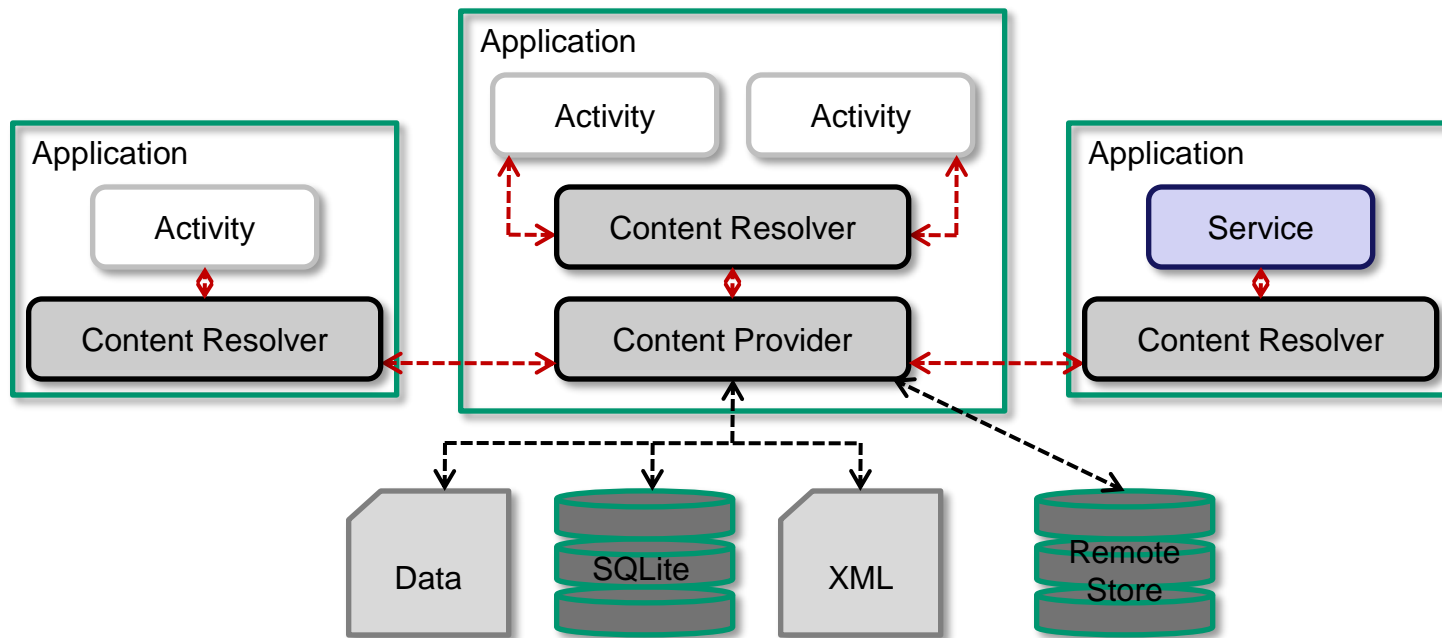 Application
Activity
Activity
Application
Activity
Content Resolver
Content Resolver
Content Provider
Application
Service
Content Resolver
Data
SQLite
XML
Remote
Store